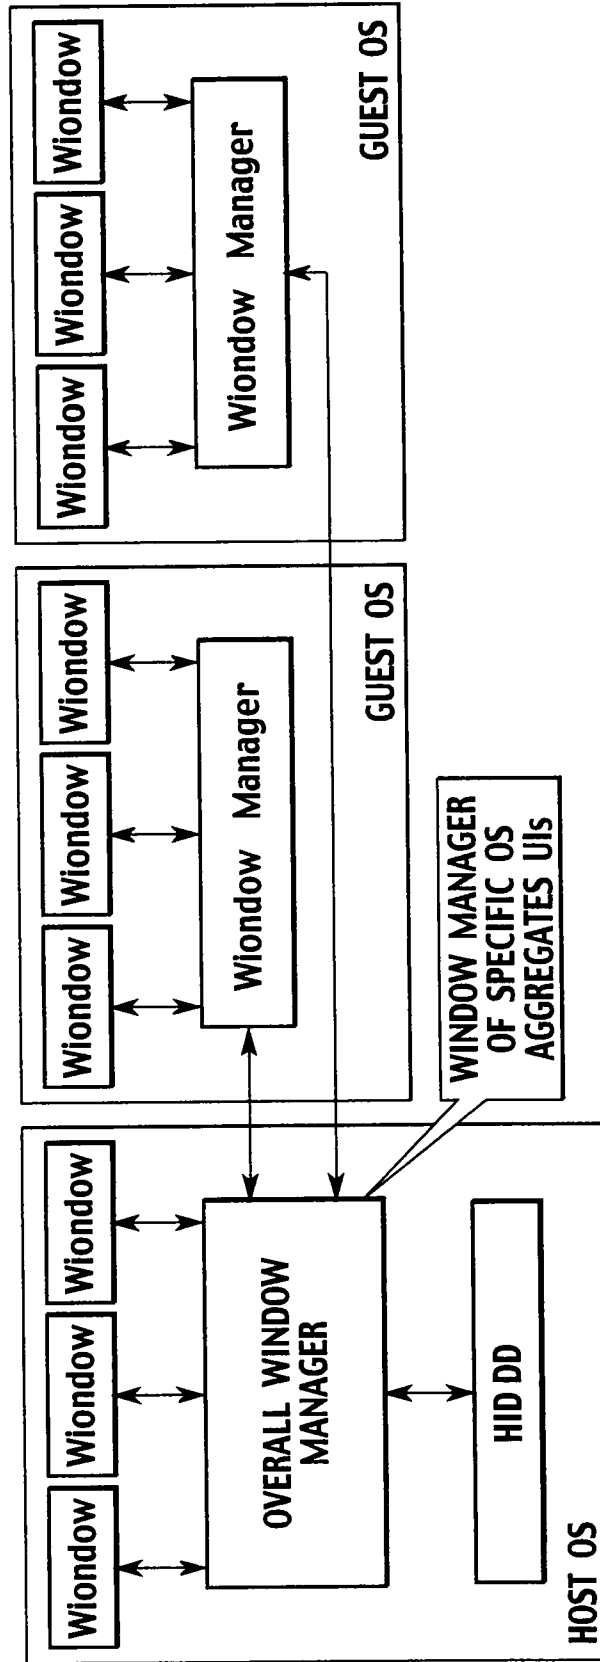 Wiondow
Wiondow
Wiondow
OVERALL WINDOW
MANAGER
HID DD
HOST OS
WINDOW MANAGER
OF SPECIFIC OS
AGGREGATES UIs
Wiondow
Wiondow
Wiondow
Wiondow Manager
GUEST OS
Wiondow
Wiondow
Wiondow
Wiondow Manager
GUEST OS